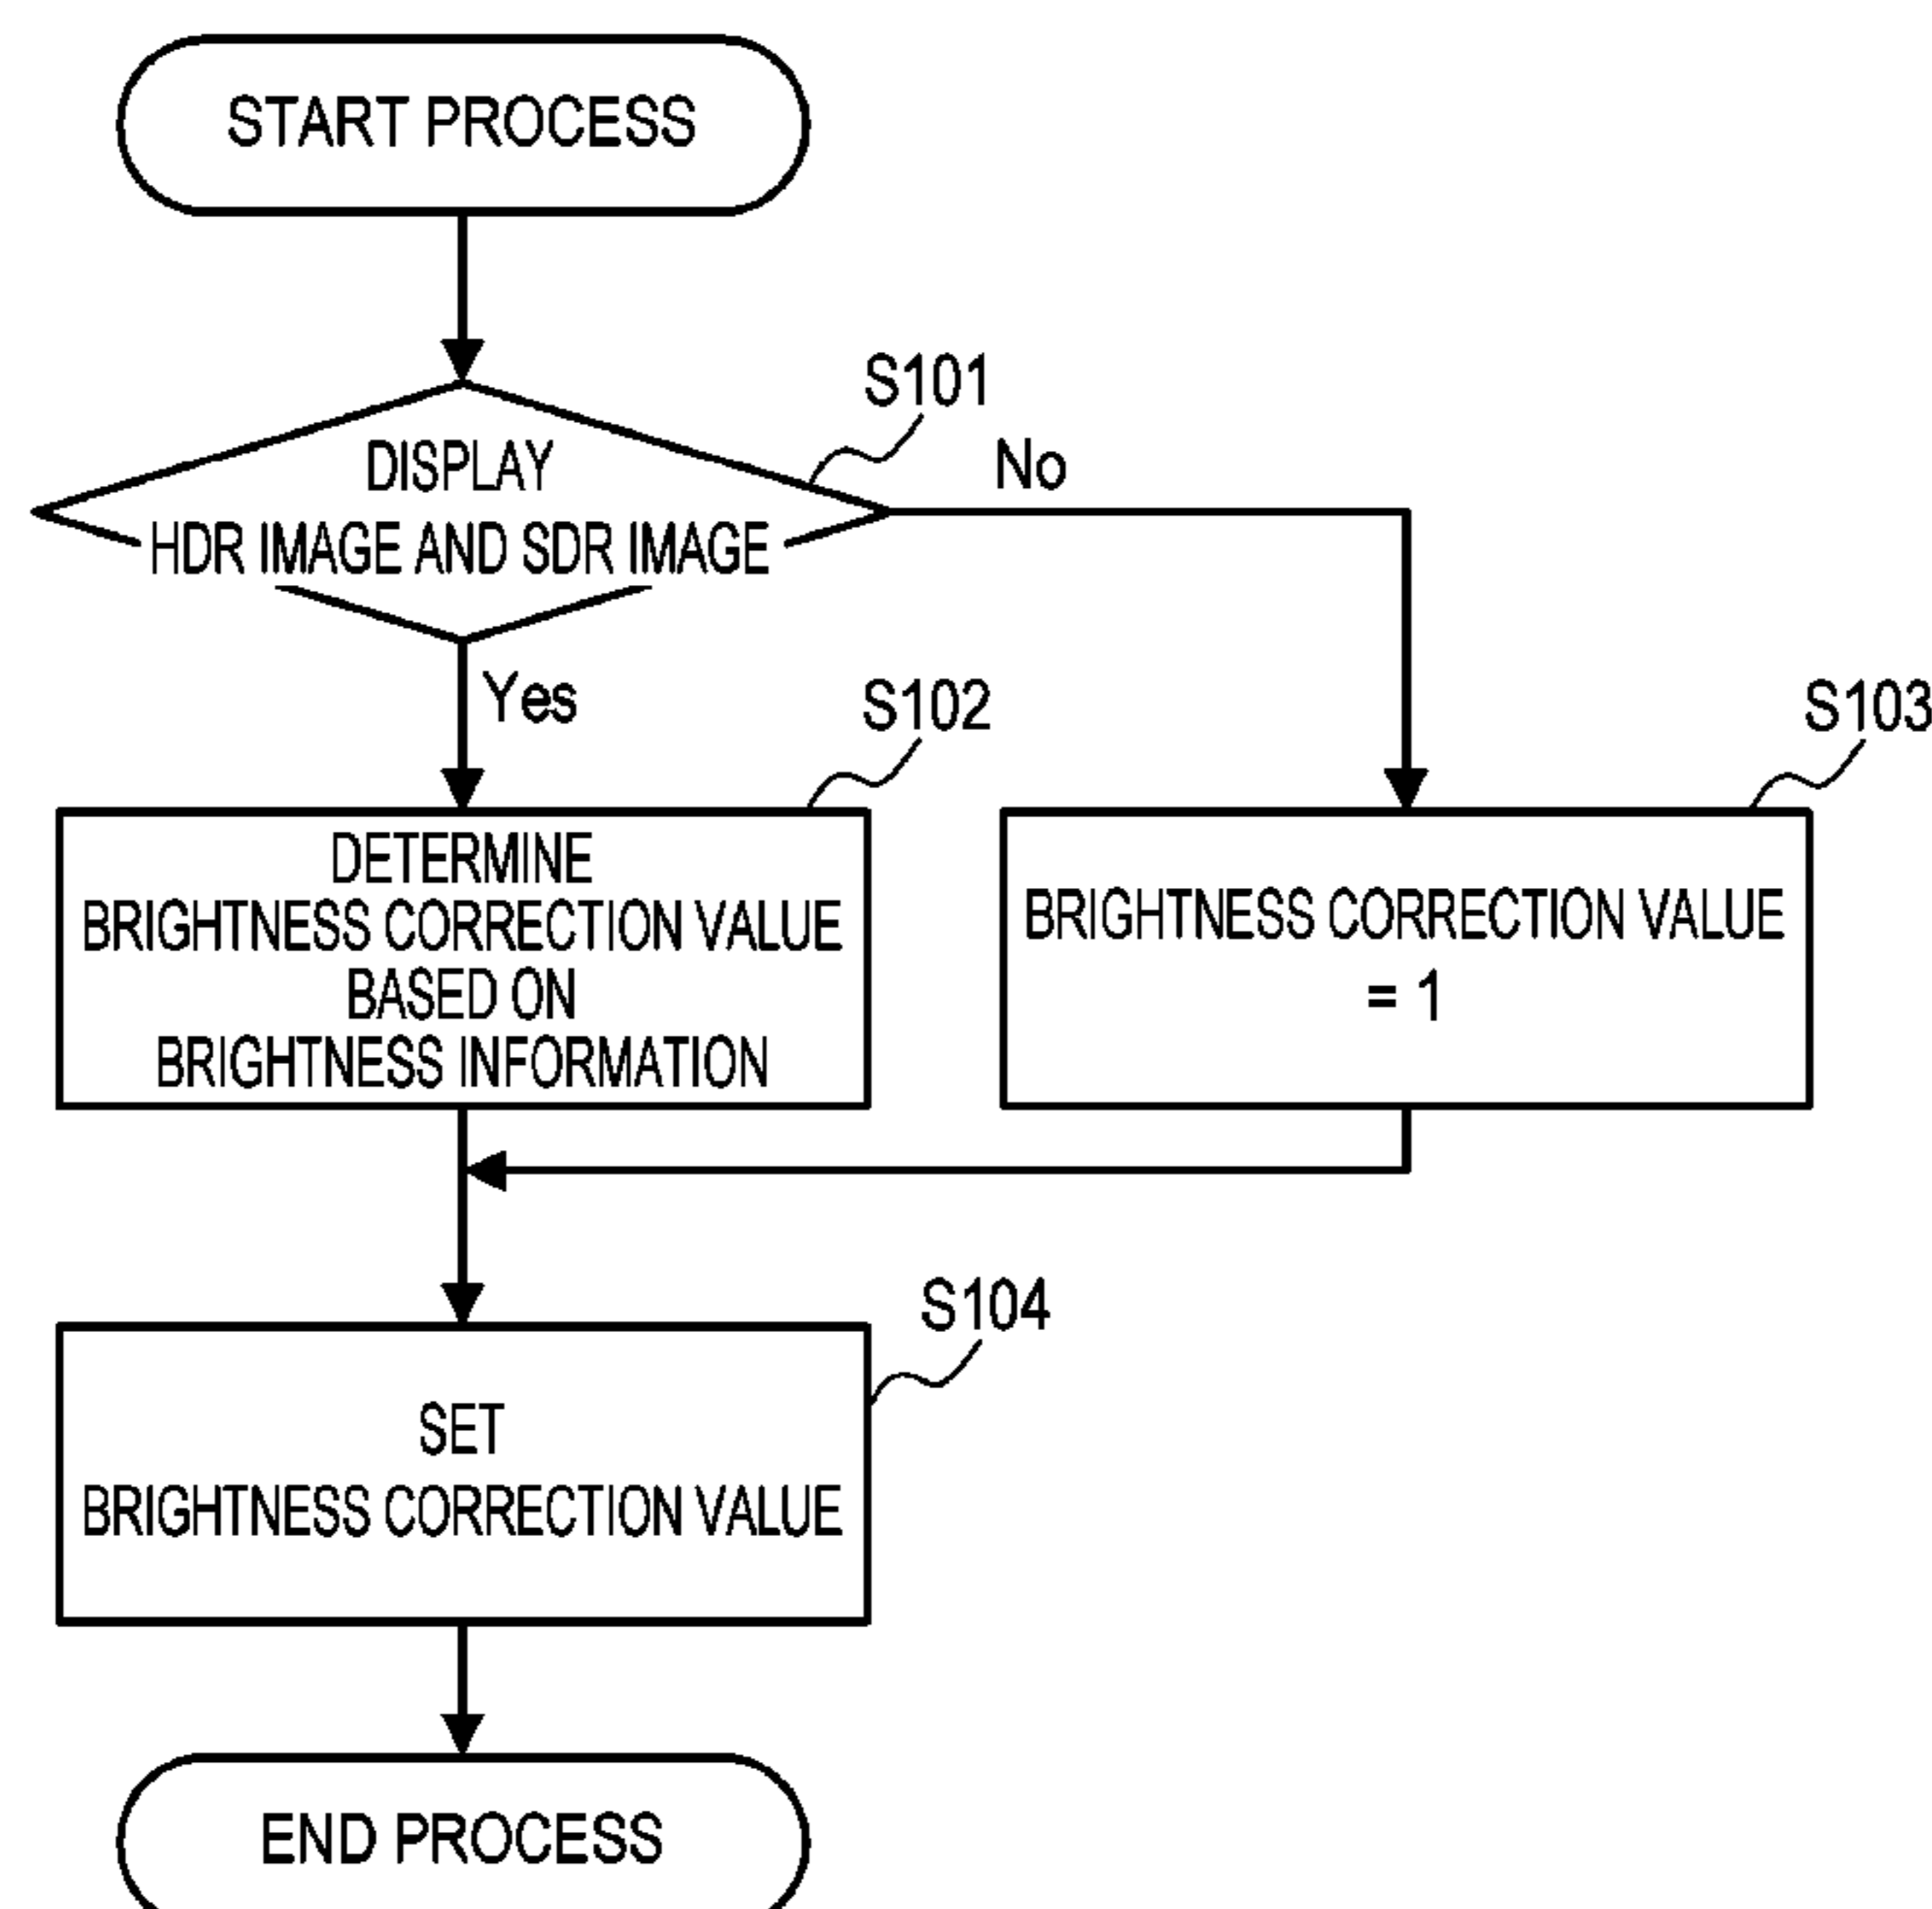 START PROCESS
S101
DISPLAY
HDR IMAGE AND SDR IMAGE
No
Yes
S102
DETERMINE
BRIGHTNESS CORRECTION VALUE
BASED ON
BRIGHTNESS INFORMATION
S103
BRIGHTNESS CORRECTION VALUE
= 1
S104
SET
BRIGHTNESS CORRECTION VALUE
END PROCESS